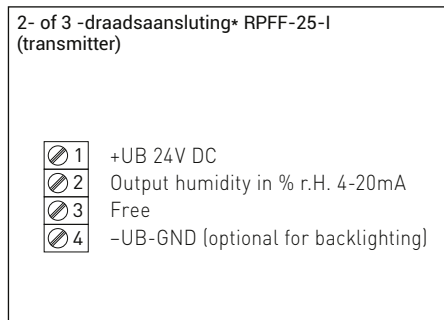 2- of 3 -draadsaansluting* RPFF-25-I
(transmitter)
1 +UB 24V DC
2 Output humidity in % r.H. 4-20mA
3 Free
4 –UB-GND (optional for backlighting)